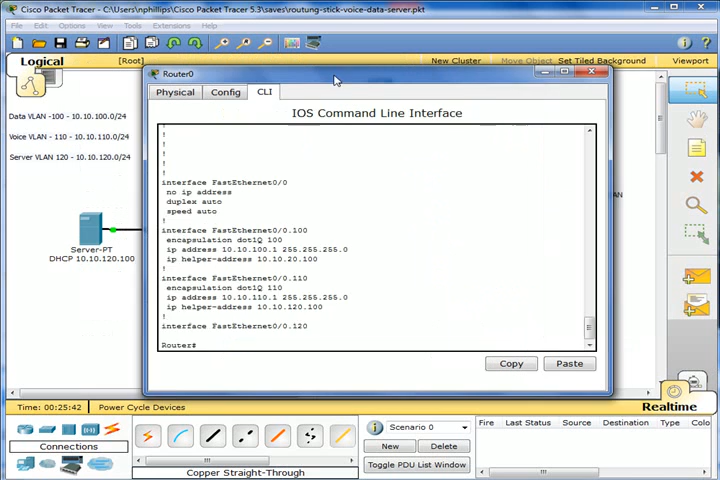 Cisco Packet Tracer 5.3 - C:\Users\nphillips\Cisco Packet Tracer 5.3\saves\routung-stick-voice-data-server.pkt
File Edit Options View Tools Extensions Help
Logical [Root] New Cluster Move Object Set Tiled Background Viewport
Data VLAN -100 - 10.10.100.0/24
Voice VLAN - 110 - 10.10.110.0/24
Server VLAN 120 - 10.10.120.0/24
Server-PT
DHCP 10.10.120.100
Router0
Physical Config CLI
IOS Command Line Interface
!
!
!
!
!
interface FastEthernet0/0
no ip address
duplex auto
speed auto
!
interface FastEthernet0/0.100
encapsulation dot1Q 100
ip address 10.10.100.1 255.255.255.0
ip helper-address 10.10.20.100
!
interface FastEthernet0/0.110
encapsulation dot1Q 110
ip address 10.10.110.1 255.255.255.0
ip helper-address 10.10.120.100
!
interface FastEthernet0/0.120
Router#
Copy Paste
AN
Time: 00:25:42 Power Cycle Devices
Realtime
Connections
Copper Straight-Through
Scenario 0
New Delete
Toggle PDU List Window
Fire Last Status Source Destination Type Colo